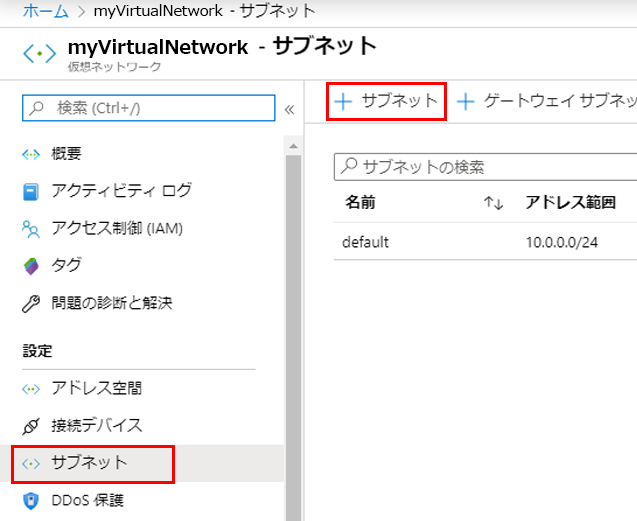 ホーム > myVirtualNetwork - サブネット
myVirtualNetwork - サブネット
仮想ネットワーク
検索 (Ctrl+/)
«
概要
アクティビティ ログ
アクセス制御 (IAM)
タグ
問題の診断と解決
設定
アドレス空間
接続デバイス
サブネット
DDoS 保護
+ サブネット + ゲートウェイ サブネッ
サブネットの検索
名前 ↑↓ アドレス範囲
default 10.0.0.0/24